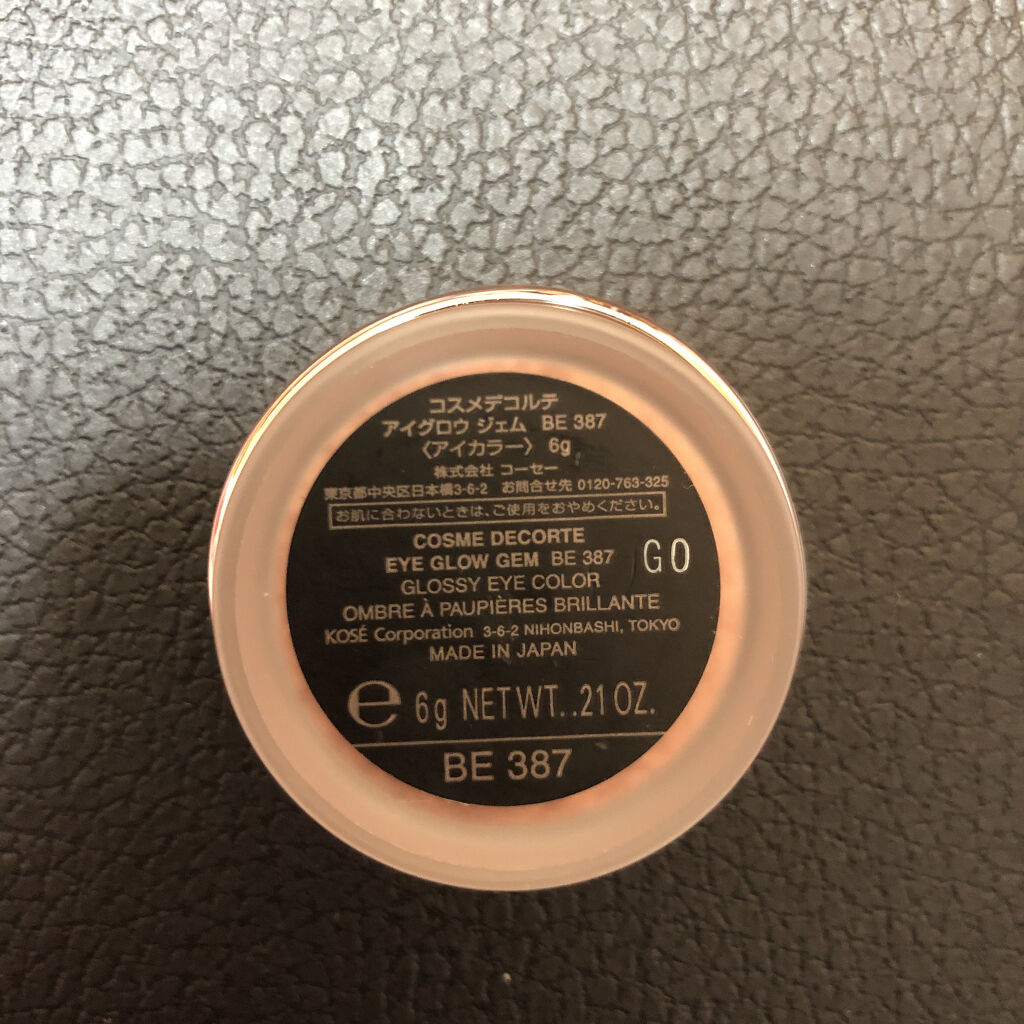 コスメデコルテ
アイグロウ ジェム BE 387
〈アイカラー〉 6g
株式会社 コーセー
東京都中央区日本橋3-6-2 お問合せ先 0120-763-325
お肌に合わないときは、ご使用をおやめください。
COSME DECORTE
EYE GLOW GEM BE 387
GO
GLOSSY EYE COLOR
OMBRE À PAUPIÈRES BRILLANTE
KOSÉ Corporation 3-6-2 NIHONBASHI, TOKYO
MADE IN JAPAN
℮ 6g NET WT. .21 OZ.
BE 387